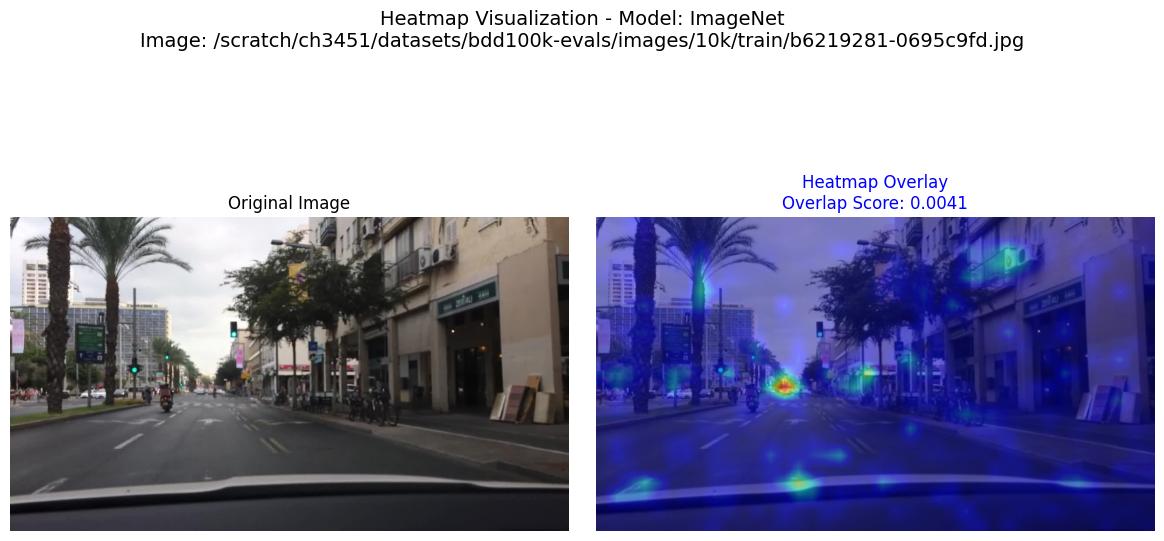 Heatmap Visualization - Model: ImageNet
Image: /scratch/ch3451/datasets/bdd100k-evals/images/10k/train/b6219281-0695c9fd.jpg
Original Image
Heatmap Overlay
Overlap Score: 0.0041